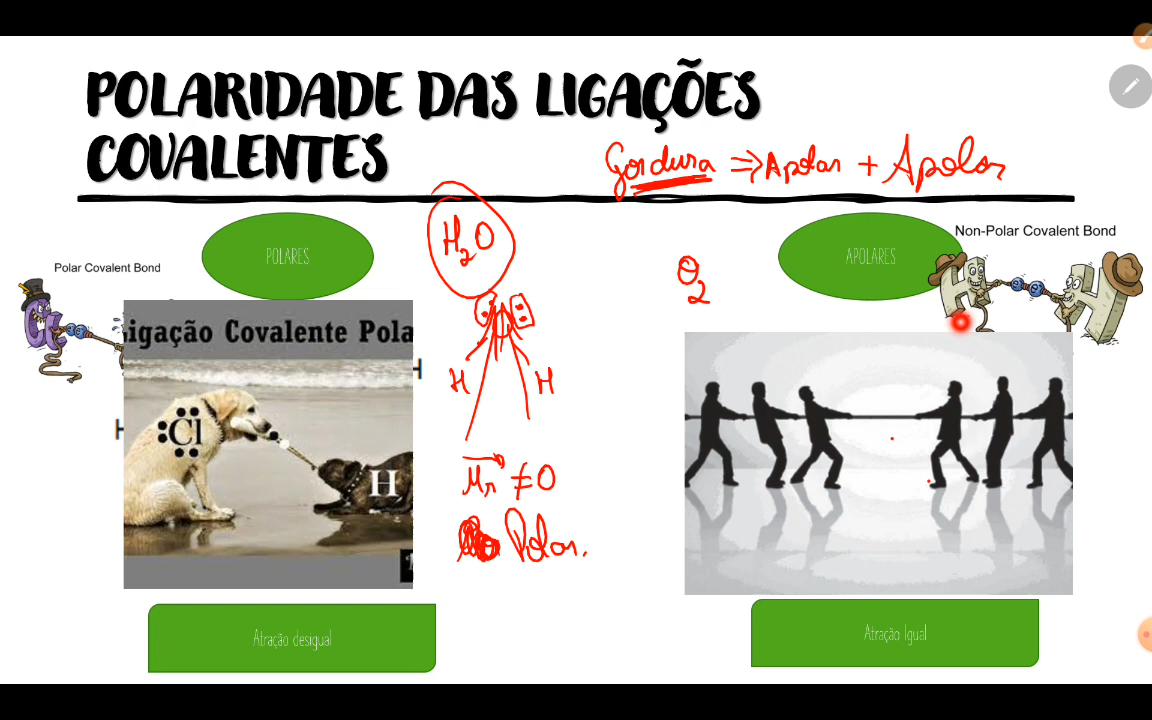 POLARIDADE DAS LIGAÇÕES
COVALENTES
Gordura ⇒ Apolar + Apolar
POLARES
H₂O
APOLARES
Non-Polar Covalent Bond
Polar Covalent Bond
O₂
Ligação Covalente Pola
H
H
Cl
H
H H
H
μr ≠ 0
Polar.
Atração desigual
Atração Igual